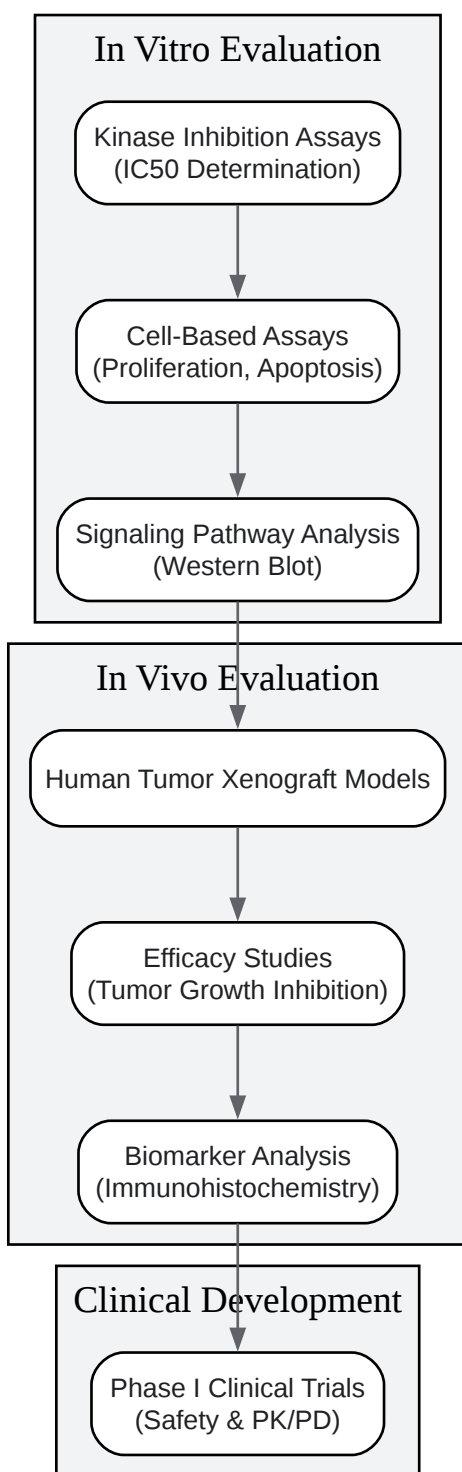 In Vitro Evaluation
Kinase Inhibition Assays
(IC50 Determination)
Cell-Based Assays
(Proliferation, Apoptosis)
Signaling Pathway Analysis
(Western Blot)
In Vivo Evaluation
Human Tumor Xenograft Models
Efficacy Studies
(Tumor Growth Inhibition)
Biomarker Analysis
(Immunohistochemistry)
Clinical Development
Phase I Clinical Trials
(Safety & PK/PD)